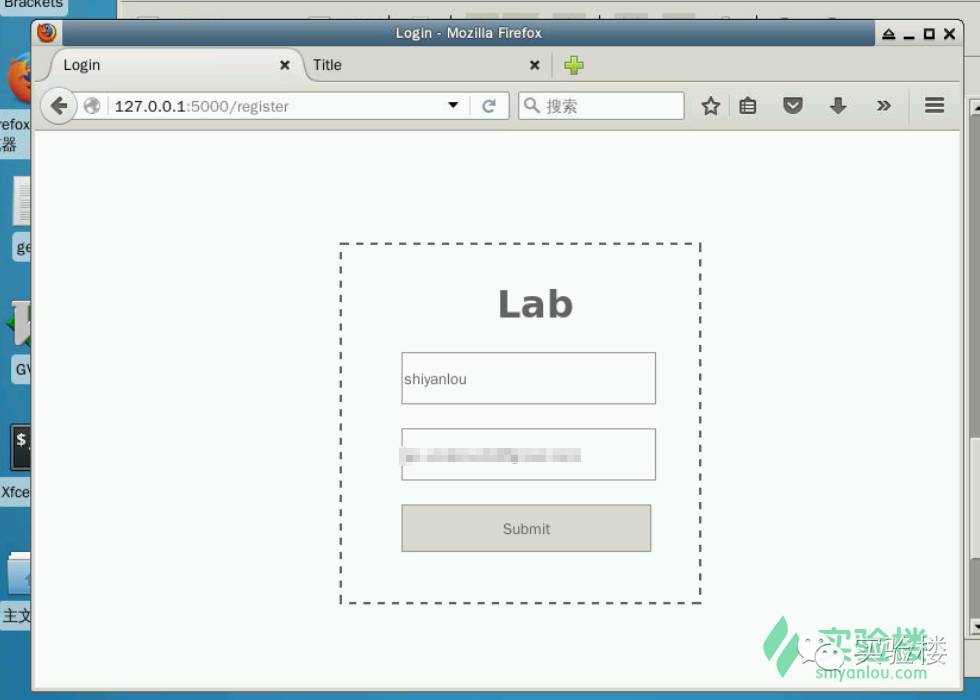 Brackets
Login - Mozilla Firefox
Login
Title
127.0.0.1:5000/register
搜索
refox
器
ge
GV
$
Xfce
主文
Lab
shiyanlou
Submit
实验楼
实验楼
shiyanlou.com